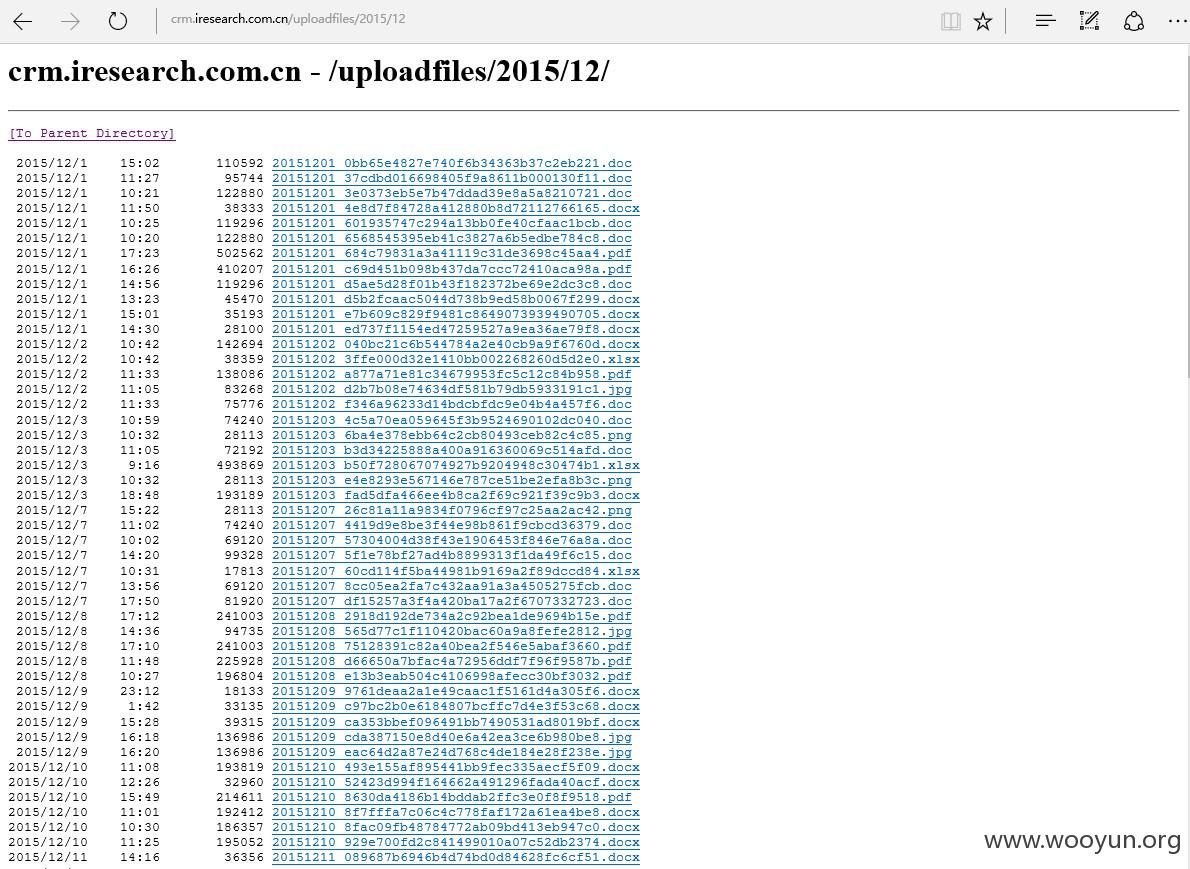 crm.iresearch.com.cn/uploadfiles/2015/12
crm.iresearch.com.cn - /uploadfiles/2015/12/
[To Parent Directory]
2015/12/1 15:02 110592 20151201 0bb65e4827e740f6b34363b37c2eb221.doc
2015/12/1 11:27 95744 20151201 37cdbd016698405f9a8611b000130f11.doc
2015/12/1 10:21 122880 20151201 3e0373eb5e7b47ddad39e8a5a8210721.doc
2015/12/1 11:50 38333 20151201 4e8d7f84728a412880b8d72112766165.docx
2015/12/1 10:25 119296 20151201 601935747c294a13bb0fe40cfaac1bcb.doc
2015/12/1 10:20 122880 20151201 6568545395eb41c3827a6b5edbe784c8.doc
2015/12/1 17:23 502562 20151201 684c79831a3a41119c31de3698c45aa4.pdf
2015/12/1 16:26 410207 20151201 c69d451b098b437da7ccc72410aca98a.pdf
2015/12/1 14:56 119296 20151201 d5ae5d28f01b43f182372be69e2dc3c8.doc
2015/12/1 13:23 45470 20151201 d5b2fcaac5044d738b9ed58b0067f299.docx
2015/12/1 15:01 35193 20151201 e7b609c829f9481c8649073939490705.docx
2015/12/1 14:30 28100 20151201 ed737f1154ed47259527a9ea36ae79f8.docx
2015/12/2 10:42 142694 20151202 040bc21c6b544784a2e40cb9a9f6760d.docx
2015/12/2 10:42 38359 20151202 3ffe000d32e1410bb002268260d5d2e0.xlsx
2015/12/2 11:33 138086 20151202 a877a71e81c34679953fc5c12c84b958.pdf
2015/12/2 11:05 83268 20151202 d2b7b08e74634df581b79db5933191c1.jpg
2015/12/2 11:33 75776 20151202 f346a96233d14bdcbfdc9e04b4a457f6.doc
2015/12/3 10:59 74240 20151203 4c5a70ea059645f3b9524690102dc040.doc
2015/12/3 10:32 28113 20151203 6ba4e378ebb64c2cb80493ceb82c4c85.png
2015/12/3 11:05 72192 20151203 b3d34225888a400a916360069c514afd.doc
2015/12/3 9:16 493869 20151203 b50f728067074927b9204948c30474b1.xlsx
2015/12/3 10:32 28113 20151203 e4e8293e567146e787ce51be2efa8b3c.png
2015/12/3 18:48 193189 20151203 fad5dfa466ee4b8ca2f69c921f39c9b3.docx
2015/12/7 15:22 28113 20151207 26c81a11a9834f0796cf97c25aa2ac42.png
2015/12/7 11:02 74240 20151207 4419d9e8be3f44e98b861f9cbcd36379.doc
2015/12/7 10:02 69120 20151207 57304004d38f43e1906453f846e76a8a.doc
2015/12/7 14:20 99328 20151207 5f1e78bf27ad4b8899313f1da49f6c15.doc
2015/12/7 10:31 17813 20151207 60cd114f5ba44981b9169a2f89dccd84.xlsx
2015/12/7 13:56 69120 20151207 8cc05ea2fa7c432aa91a3a4505275fcb.doc
2015/12/7 17:50 81920 20151207 df15257a3f4a420ba17a2f6707332723.doc
2015/12/8 17:12 241003 20151208 2918d192de734a2c92bea1de9694b15e.pdf
2015/12/8 14:36 94735 20151208 565d77c1f110420bac60a9a8fefe2812.jpg
2015/12/8 17:10 241003 20151208 75128391c82a40bea2f546e5abaf3660.pdf
2015/12/8 11:48 225928 20151208 d66650a7bfac4a72956ddf7f96f9587b.pdf
2015/12/8 10:27 196804 20151208 e13b3eab504c4106998afecc30bf3032.pdf
2015/12/9 23:12 18133 20151209 9761deaa2a1e49caac1f5161d4a305f6.docx
2015/12/9 1:42 33135 20151209 c97bc2b0e6184807bcffc7d4e3f53c68.docx
2015/12/9 15:28 39315 20151209 ca353bbef096491bb7490531ad8019bf.docx
2015/12/9 16:18 136986 20151209 cda387150e8d40e6a42ea3ce6b980be8.jpg
2015/12/9 16:20 136986 20151209 eac64d2a87e24d768c4de184e28f238e.jpg
2015/12/10 11:08 193819 20151210 493e155af895441bb9fec335aecf5f09.docx
2015/12/10 12:26 32960 20151210 52423d994f164662a491296fada40acf.docx
2015/12/10 15:49 214611 20151210 8630da4186b14bddab2ffc3e0f8f9518.pdf
2015/12/10 11:01 192412 20151210 8f7fffa7c06c4c778faf172a61ea4be8.docx
2015/12/10 10:30 186357 20151210 8fac09fb48784772ab09bd413eb947c0.docx
2015/12/10 11:25 195052 20151210 929e700fd2c841499010a07c52db2374.docx
2015/12/11 14:16 36356 20151211 089687b6946b4d74bd0d84628fc6cf51.docx
www.wooyun.org